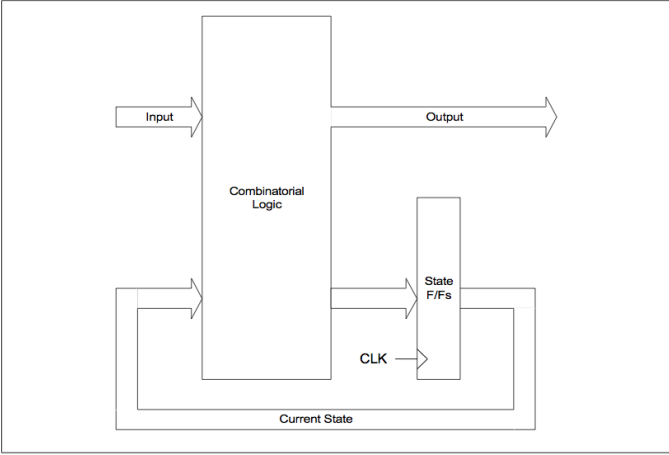 Input
Output
Combinatorial
Logic
State
F/Fs
CLK
Current State